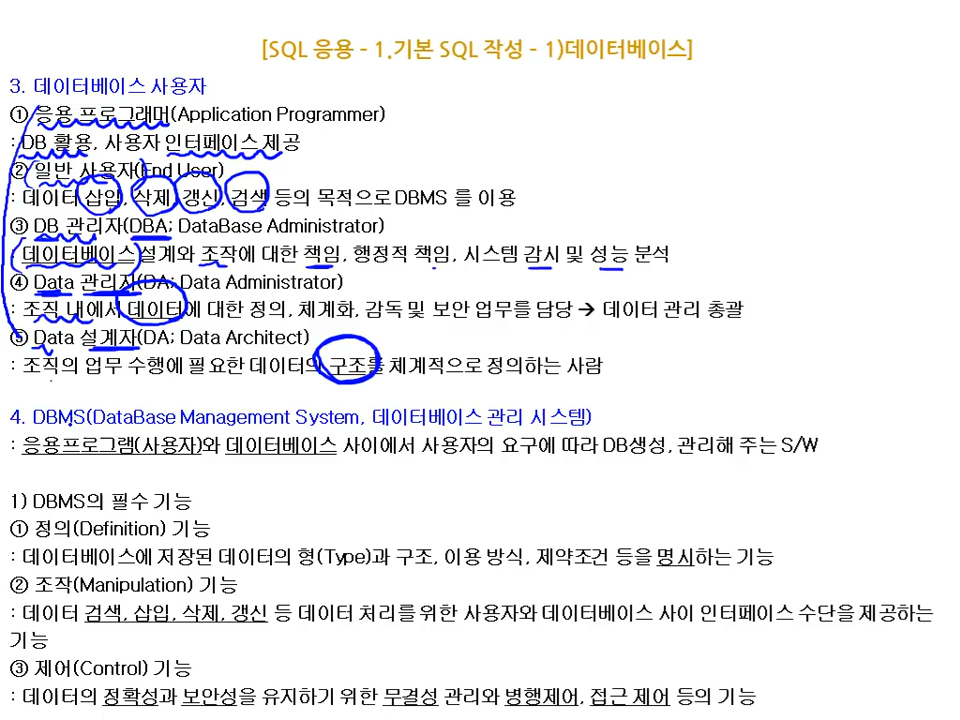 [SQL 응용 - 1.기본 SQL 작성 - 1)데이터베이스]
3. 데이터베이스 사용자
① 응용 프로그래머(Application Programmer)
: DB 활용, 사용자 인터페이스 제공
② 일반 사용자(End User)
: 데이터 삽입, 삭제, 갱신, 검색 등의 목적으로 DBMS 를 이용
③ DB 관리자(DBA; DataBase Administrator)
: 데이터베이스 설계와 조작에 대한 책임, 행정적 책임, 시스템 감시 및 성능 분석
④ Data 관리자(DA; Data Administrator)
: 조직 내에서 데이터에 대한 정의, 체계화, 감독 및 보안 업무를 담당 → 데이터 관리 총괄
⑤ Data 설계자(DA; Data Architect)
: 조직의 업무 수행에 필요한 데이터의 구조를 체계적으로 정의하는 사람
4. DBMS(DataBase Management System, 데이터베이스 관리 시스템)
: 응용프로그램(사용자)와 데이터베이스 사이에서 사용자의 요구에 따라 DB생성, 관리해 주는 S/W
1) DBMS의 필수 기능
① 정의(Definition) 기능
: 데이터베이스에 저장된 데이터의 형(Type)과 구조, 이용 방식, 제약조건 등을 명시하는 기능
② 조작(Manipulation) 기능
: 데이터 검색, 삽입, 삭제, 갱신 등 데이터 처리를 위한 사용자와 데이터베이스 사이 인터페이스 수단을 제공하는
기능
③ 제어(Control) 기능
: 데이터의 정확성과 보안성을 유지하기 위한 무결성 관리와 병행제어, 접근 제어 등의 기능